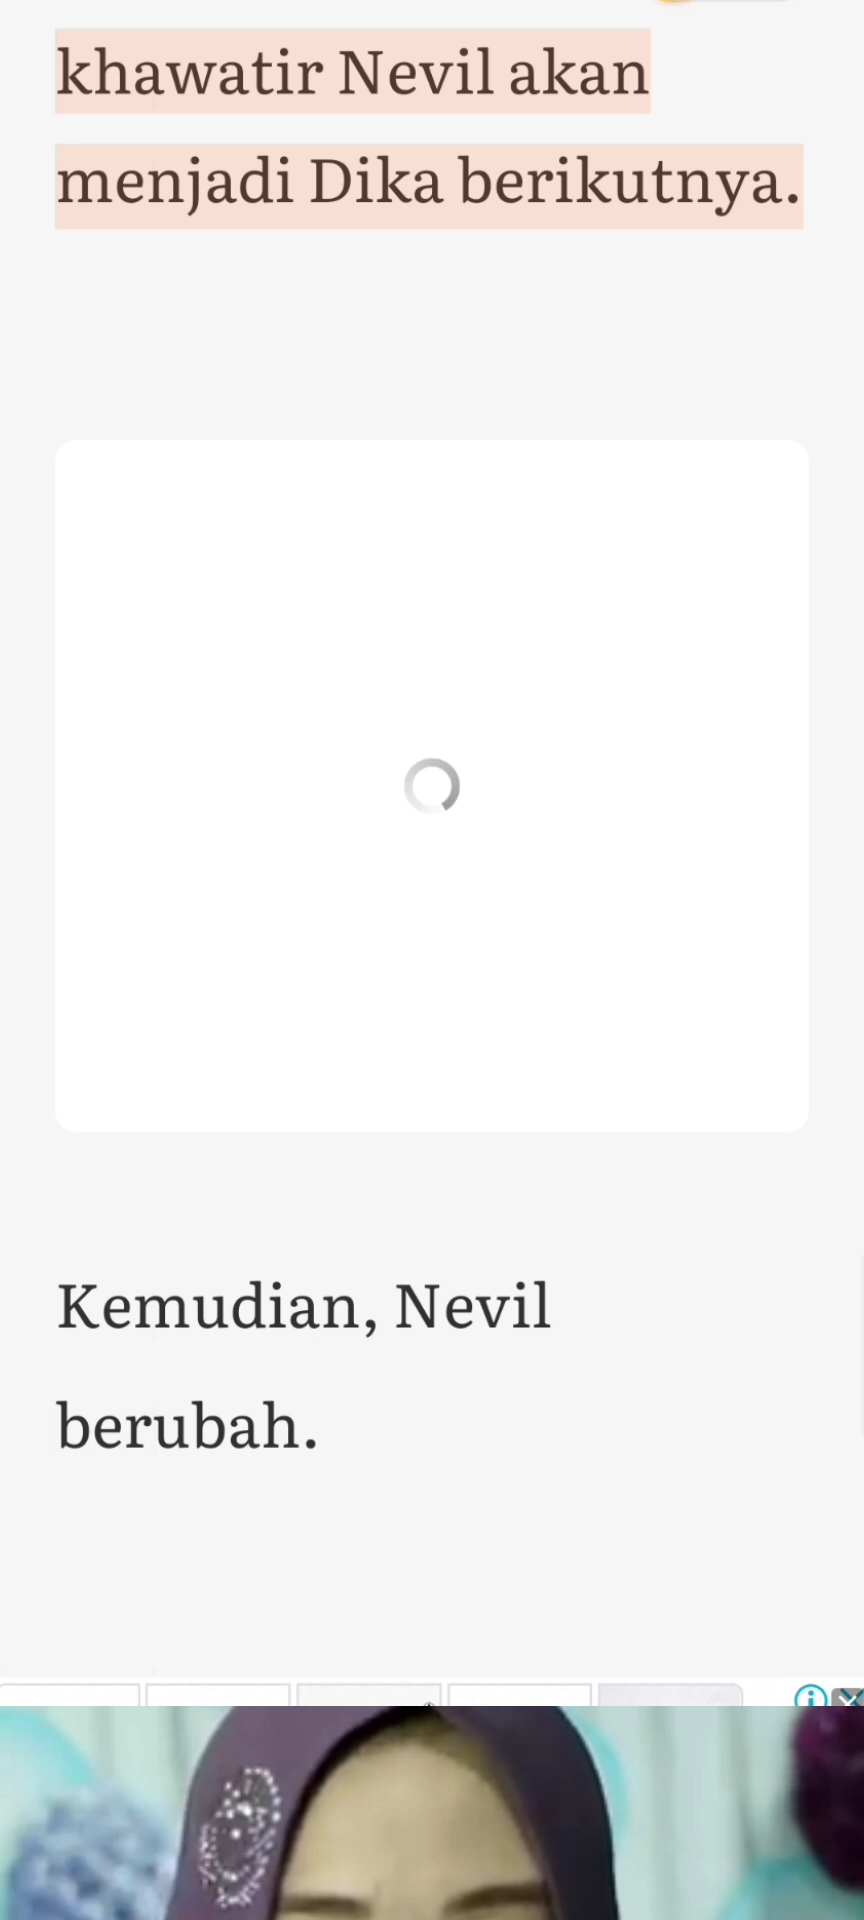 khawatir Nevil akan
menjadi Dika berikutnya.
Kemudian, Nevil
berubah.